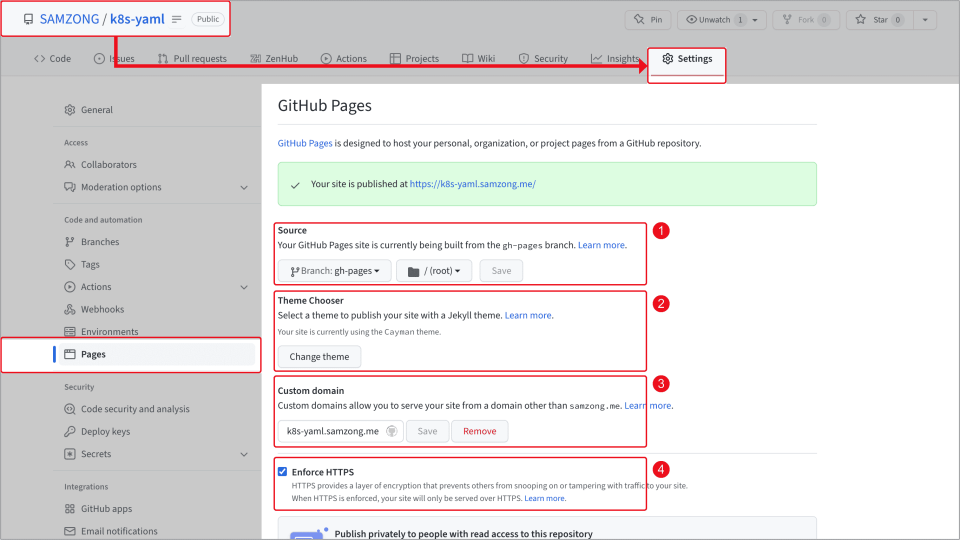 SAMZONG / k8s-yaml Public
Pin Unwatch 1 Fork 0 Star 0
Code Issues Pull requests ZenHub Actions Projects Wiki Security Insights Settings
General
Access
Collaborators
Moderation options
Code and automation
Branches
Tags
Actions
Webhooks
Environments
Pages
Security
Code security and analysis
Deploy keys
Secrets
Integrations
GitHub apps
Email notifications
GitHub Pages
GitHub Pages is designed to host your personal, organization, or project pages from a GitHub repository.
Your site is published at https://k8s-yaml.samzong.me/
1
Source
Your GitHub Pages site is currently being built from the gh-pages branch. Learn more.
Branch: gh-pages / (root) Save
2
Theme Chooser
Select a theme to publish your site with a Jekyll theme. Learn more.
Your site is currently using the Cayman theme.
Change theme
3
Custom domain
Custom domains allow you to serve your site from a domain other than samzong.me. Learn more.
k8s-yaml.samzong.me Save Remove
4
Enforce HTTPS
HTTPS provides a layer of encryption that prevents others from snooping on or tampering with traffic to your site.
When HTTPS is enforced, your site will only be served over HTTPS. Learn more.
Publish privately to people with read access to this repository